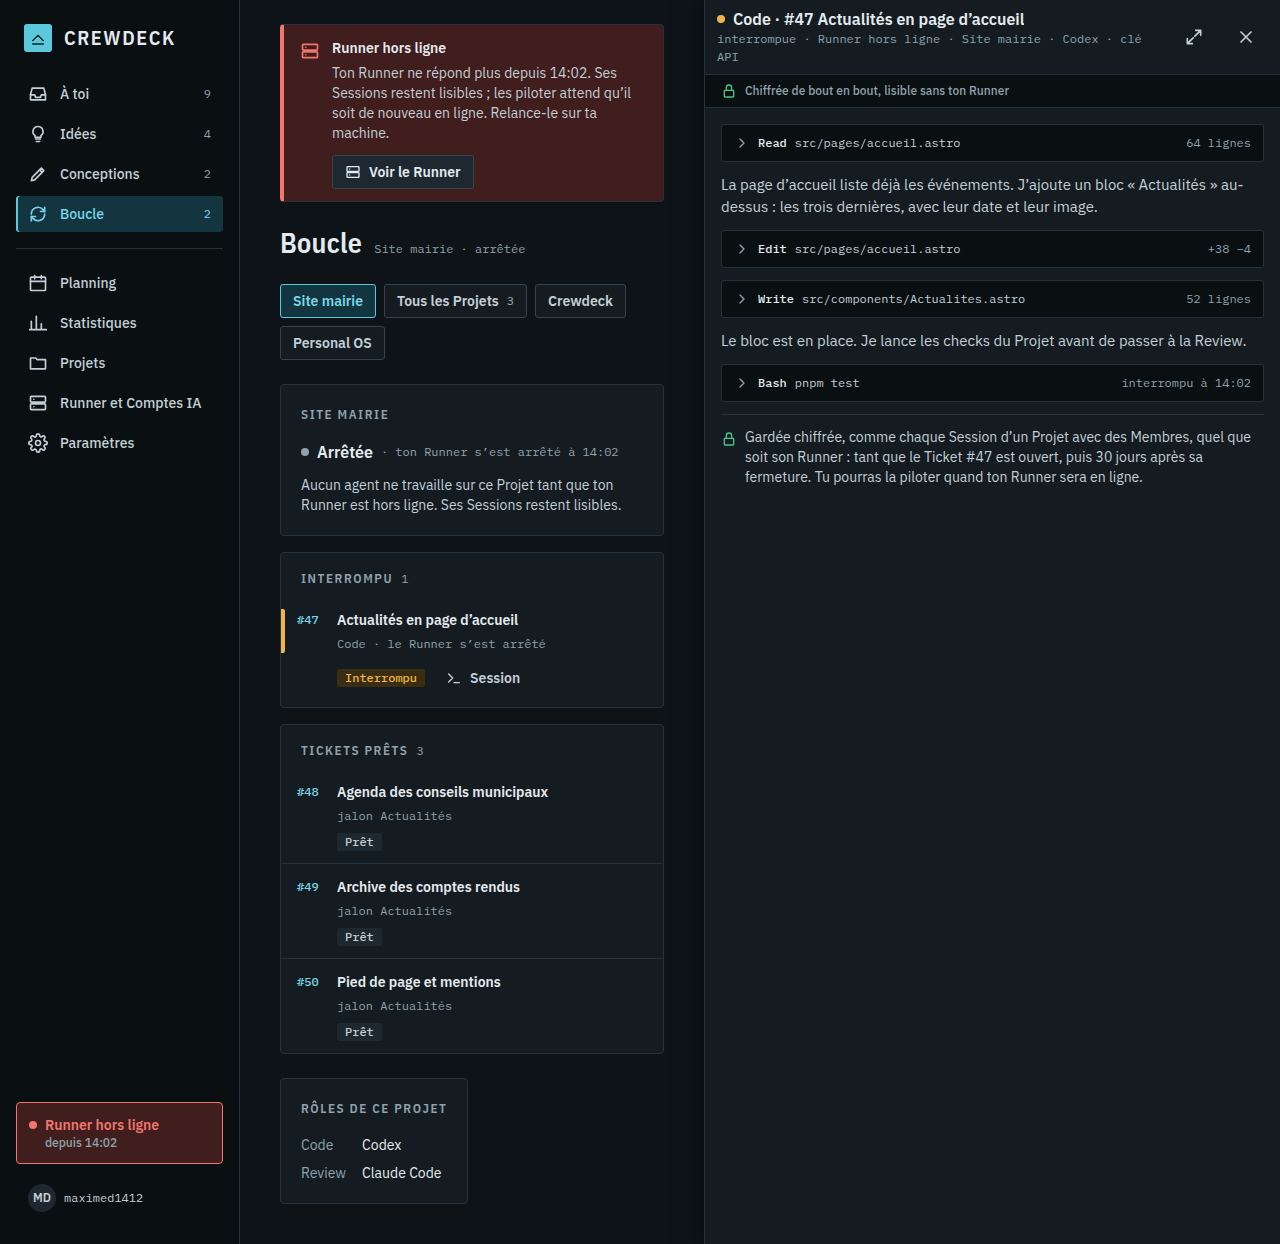 CREWDECK
À toi 9
Idées 4
Conceptions 2
Boucle 2
Planning
Statistiques
Projets
Runner et Comptes IA
Paramètres
Runner hors ligne
depuis 14:02
MD maximed1412
Runner hors ligne
Ton Runner ne répond plus depuis 14:02. Ses
Sessions restent lisibles ; les piloter attend qu’il
soit de nouveau en ligne. Relance-le sur ta
machine.
Voir le Runner
Boucle Site mairie · arrêtée
Site mairie Tous les Projets 3 Crewdeck
Personal OS
SITE MAIRIE
Arrêtée · ton Runner s’est arrêté à 14:02
Aucun agent ne travaille sur ce Projet tant que ton
Runner est hors ligne. Ses Sessions restent lisibles.
INTERROMPU 1
#47 Actualités en page d’accueil
Code · le Runner s’est arrêté
Interrompu Session
TICKETS PRÊTS 3
#48 Agenda des conseils municipaux
jalon Actualités
Prêt
#49 Archive des comptes rendus
jalon Actualités
Prêt
#50 Pied de page et mentions
jalon Actualités
Prêt
RÔLES DE CE PROJET
Code Codex
Review Claude Code
Code · #47 Actualités en page d’accueil
interrompue · Runner hors ligne · Site mairie · Codex · clé
API
Chiffrée de bout en bout, lisible sans ton Runner
Read src/pages/accueil.astro 64 lignes
La page d’accueil liste déjà les événements. J’ajoute un bloc « Actualités » au-
dessus : les trois dernières, avec leur date et leur image.
Edit src/pages/accueil.astro +38 −4
Write src/components/Actualites.astro 52 lignes
Le bloc est en place. Je lance les checks du Projet avant de passer à la Review.
Bash pnpm test interrompu à 14:02
Gardée chiffrée, comme chaque Session d’un Projet avec des Membres, quel que
soit son Runner : tant que le Ticket #47 est ouvert, puis 30 jours après sa
fermeture. Tu pourras la piloter quand ton Runner sera en ligne.